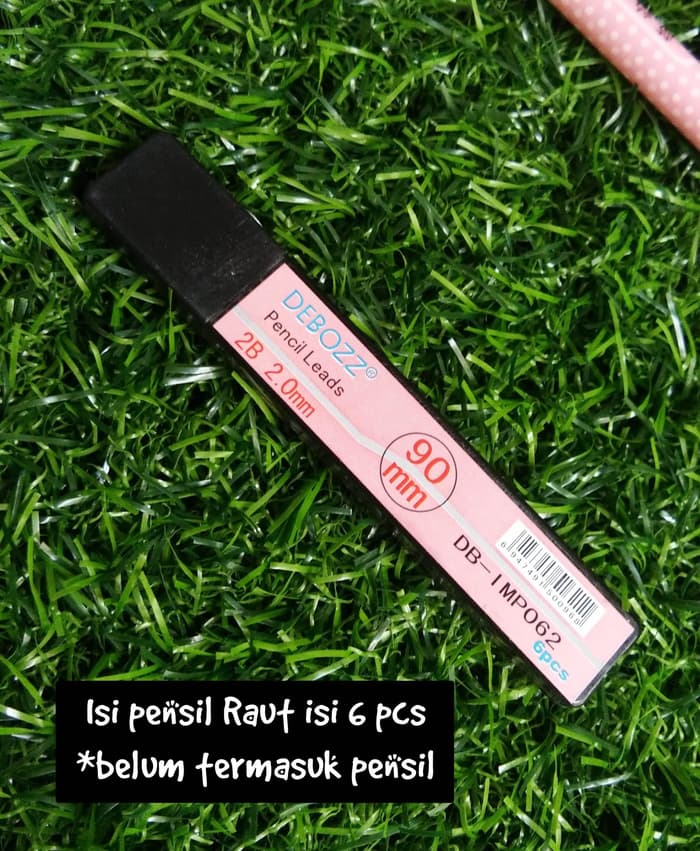 DEBOZZ®
Pencil Leads
2B 2.0mm
90
mm
DB-1MP062
6pcs
Isi pensil Raut isi 6 pcs
*belum termasuk pensil